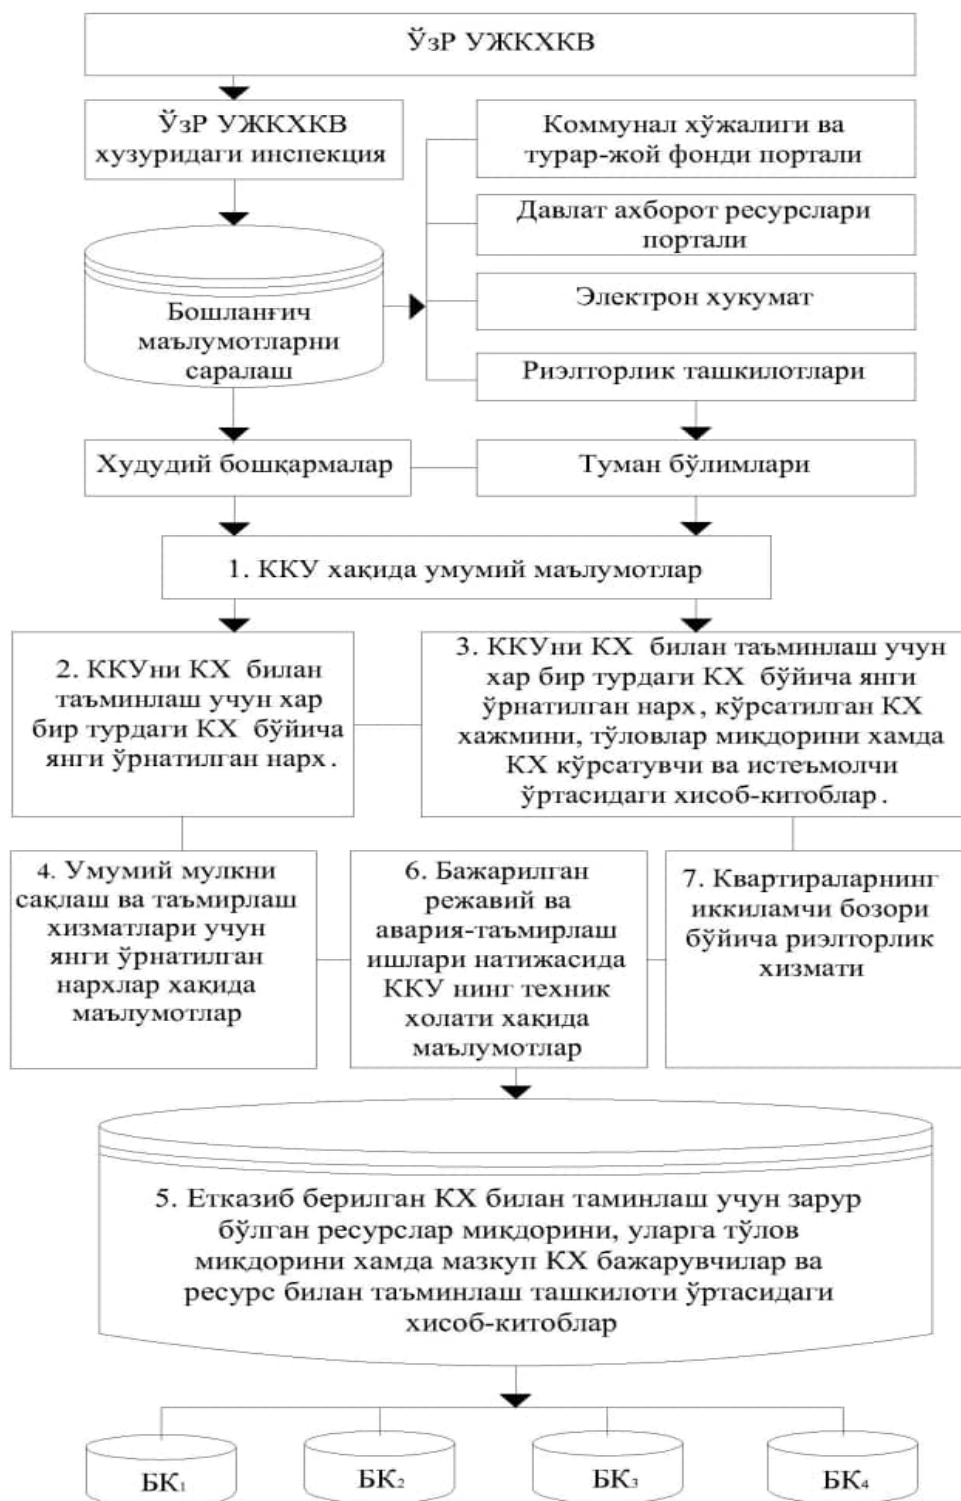 ЎзР УЖКХКВ
ЎзР УЖКХКВ
хузуридаги инспекция
Коммунал хўжалиги ва
турар-жой фонди портали
Давлат ахборот ресурслари
портали
Электрон хукумат
Риэлторлик ташкилотлари
Бошланғич
маълумотларни
саралаш
Худудий бошқармалар
Туман бўлимлари
1. ККУ хақида умумий маълумотлар
2. ККУни КХ билан
таъминлаш учун хар
бир турдаги КХ бўйича
янги ўрнатилган нарх.
3. ККУни КХ билан таъминлаш учун
хар бир турдаги КХ бўйича янги
ўрнатилган нарх, кўрсатилган КХ
хажмини, тўловлар миқдорини хамда
КХ кўрсатувчи ва истеъмолчи
ўртасидаги хисоб-китоблар.
4. Умумий мулкни
сақлаш ва таъмирлаш
хизматлари учун
янги ўрнатилган
нархлар хақида
маълумотлар
6. Бажарилган
режавий ва
авария-таъмирлаш
ишлари натижасида
ККУ нинг техник
холати хақида
маълумотлар
7. Квартираларнинг
иккиламчи бозори
бўйича риэлторлик
хизмати
5. Етказиб берилган КХ билан таминлаш учун зарур
бўлган ресурслар миқдорини, уларга тўлов
миқдорини хамда мазкуп КХ бажарувчилар ва
ресурс билан таъминлаш ташкилоти ўртасидаги
хисоб-китоблар
БК₁
БК₂
БК₃
БК₄